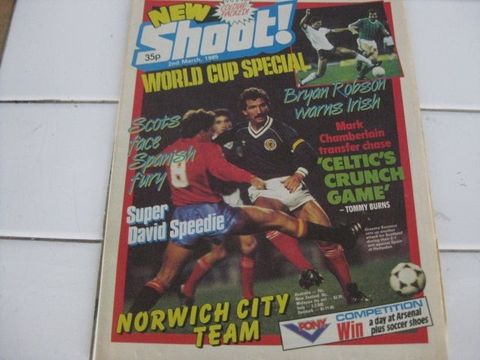 NEW
Shoot!
35p
2nd March, 1985
WORLD CUP SPECIAL
Bryan Robson
warns Irish
Scots
face
Spanish
fury
Mark
Chamberlain
transfer chase
'CELTIC'S
CRUNCH
GAME'
– TOMMY BURNS
8
Super
David Speedie
NORWICH CITY
TEAM
PONY
COMPETITION
Win a day at Arsenal
plus soccer shoes